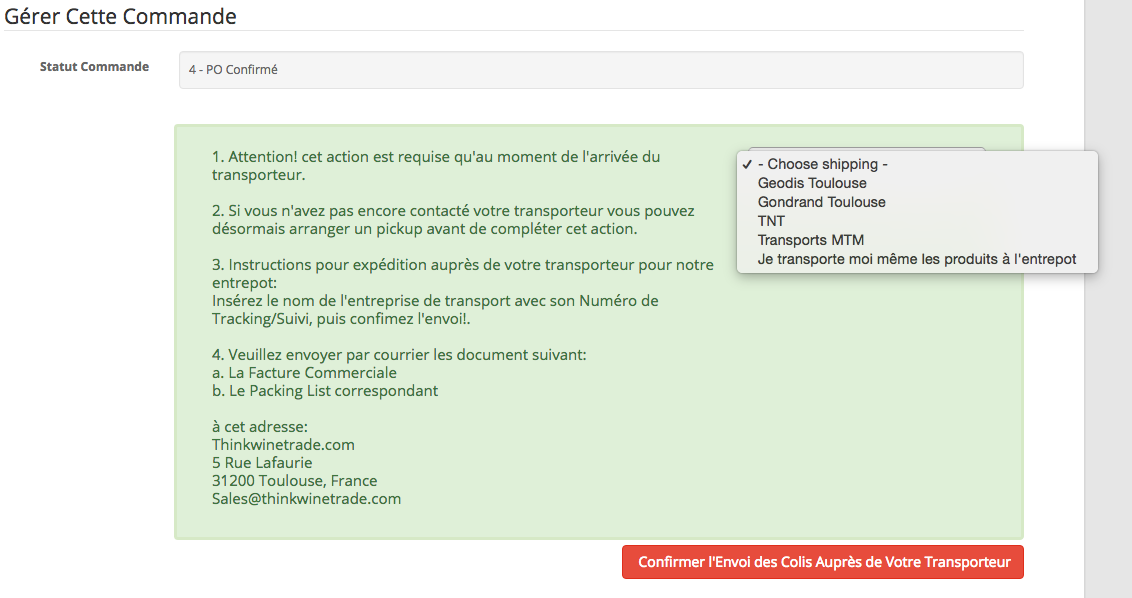 Gérer Cette Commande
Statut Commande
4 - PO Confirmé
1. Attention! cet action est requise qu'au moment de l'arrivée du
transporteur.
2. Si vous n'avez pas encore contacté votre transporteur vous pouvez
désormais arranger un pickup avant de compléter cet action.
3. Instructions pour expédition auprès de votre transporteur pour notre
entrepot:
Insérez le nom de l'entreprise de transport avec son Numéro de
Tracking/Suivi, puis confimez l'envoi!.
4. Veuillez envoyer par courrier les document suivant:
a. La Facture Commerciale
b. Le Packing List correspondant
à cet adresse:
Thinkwinetrade.com
5 Rue Lafaurie
31200 Toulouse, France
Sales@thinkwinetrade.com
✓ - Choose shipping -
Geodis Toulouse
Gondrand Toulouse
TNT
Transports MTM
Je transporte moi même les produits à l'entrepot
Confirmer l'Envoi des Colis Auprès de Votre Transporteur